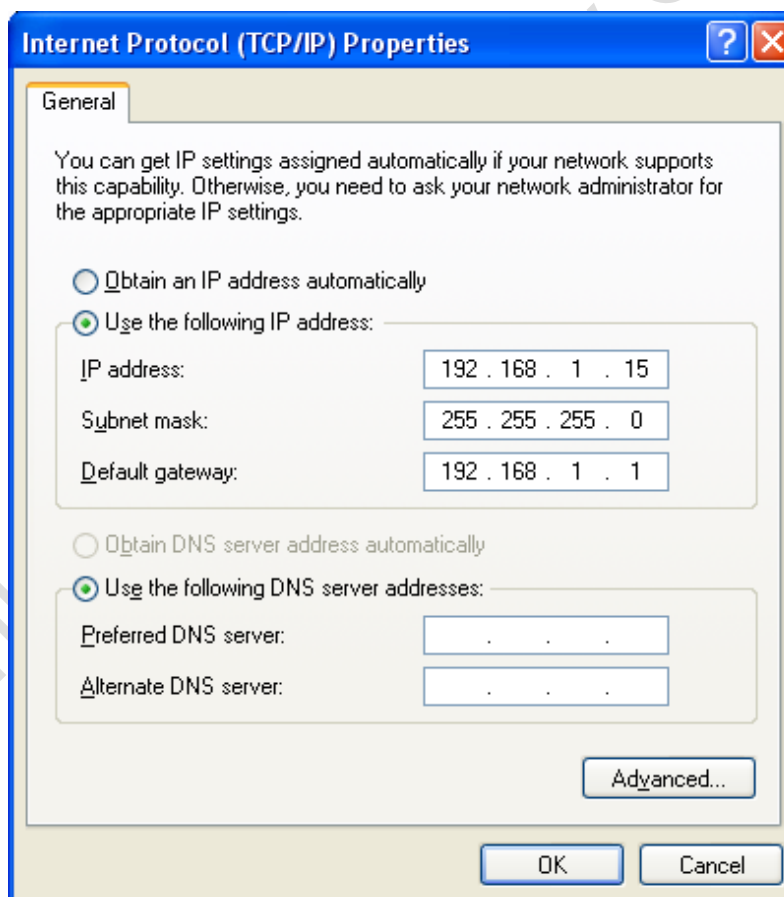 Internet Protocol (TCP/IP) Properties
General
You can get IP settings assigned automatically if your network supports
this capability. Otherwise, you need to ask your network administrator for
the appropriate IP settings.
Obtain an IP address automatically
Use the following IP address:
IP address: 192 . 168 . 1 . 15
Subnet mask: 255 . 255 . 255 . 0
Default gateway: 192 . 168 . 1 . 1
Obtain DNS server address automatically
Use the following DNS server addresses:
Preferred DNS server: . . .
Alternate DNS server: . . .
Advanced...
OK Cancel